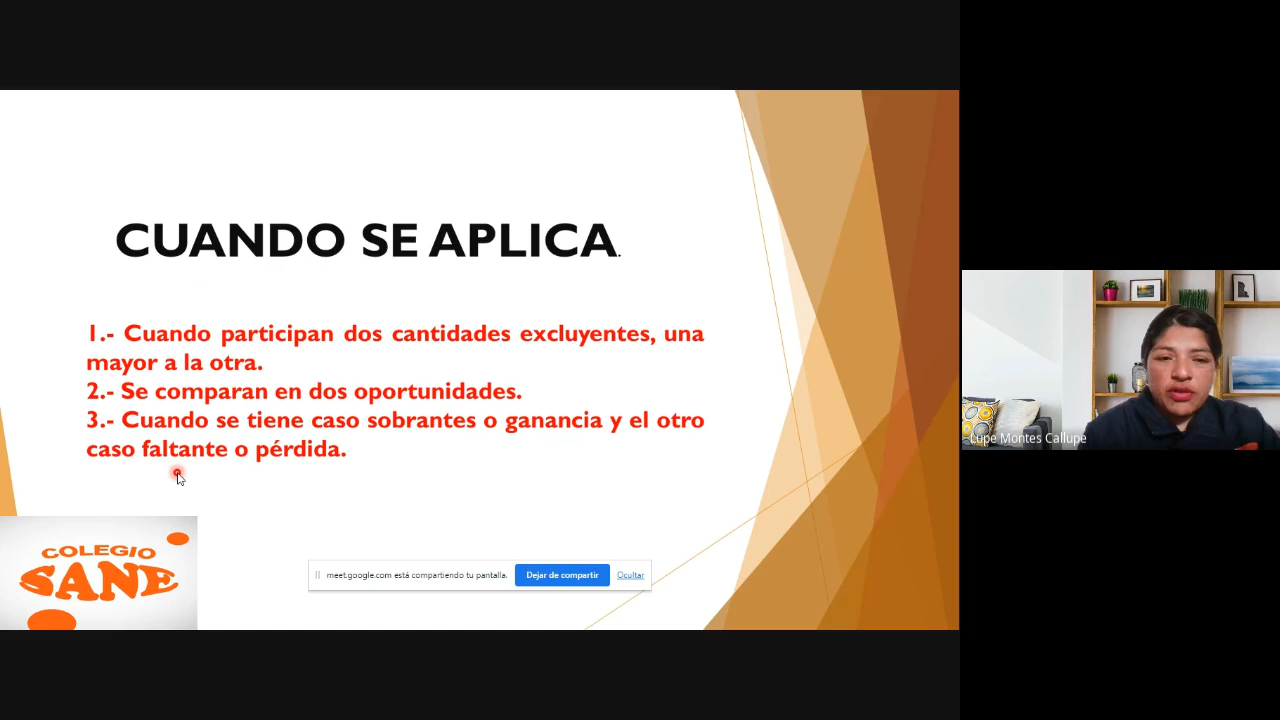 CUANDO SE APLICA.
1.- Cuando participan dos cantidades excluyentes, una
mayor a la otra.
2.- Se comparan en dos oportunidades.
3.- Cuando se tiene caso sobrantes o ganancia y el otro
caso faltante o pérdida.
Lupe Montes Callupe
COLEGIO
SANE
meet.google.com está compartiendo tu pantalla.
Dejar de compartir
Ocultar